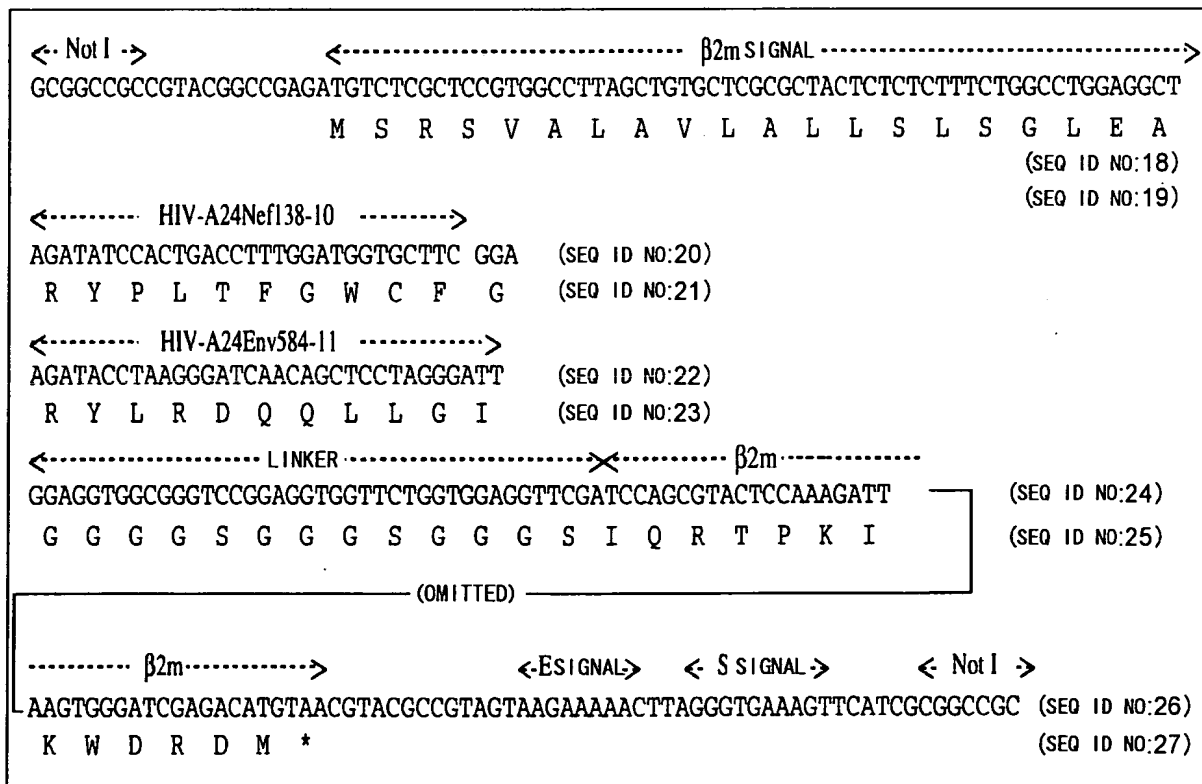 <-- Not I --> <---------- β2m SIGNAL ---------->
GCGGCCGCCGTACGGCCGAGATGTCTCGCTCCGTGGCCTTAGCTGTGCTCGCGCTACTCTCTCTTTCTGGCCTGGAGGCT
M S R S V A L A V L A L L S L S G L E A
(SEQ ID NO:18)
(SEQ ID NO:19)
<--------- HIV-A24Nef138-10 --------->
AGATATCCACTGACCTTTGGATGGTGCTTC GGA (SEQ ID NO:20)
R Y P L T F G W C F G (SEQ ID NO:21)
<--------- HIV-A24Env584-11 --------->
AGATACCTAAGGGATCAACAGCTCCTAGGGATT (SEQ ID NO:22)
R Y L R D Q Q L L G I (SEQ ID NO:23)
<---------- LINKER ----------><---------- β2m ----------
GGAGGTGGCGGGTCCGGAGGTGGTTCTGGTGGAGGTTCGATCCAGCGTACTCCAAAGATT (SEQ ID NO:24)
G G G G S G G G S G G G S I Q R T P K I (SEQ ID NO:25)
(OMITTED)
---------- β2m ----------> <-ESIGNAL-> <- S SIGNAL -> <- Not I ->
AAGTGGGATCGAGACATGTAACGTACGCCGTAGTAAGAAAAACTTAGGGTGAAAGTTCATCGCGGCCGC (SEQ ID NO:26)
K W D R D M * (SEQ ID NO:27)